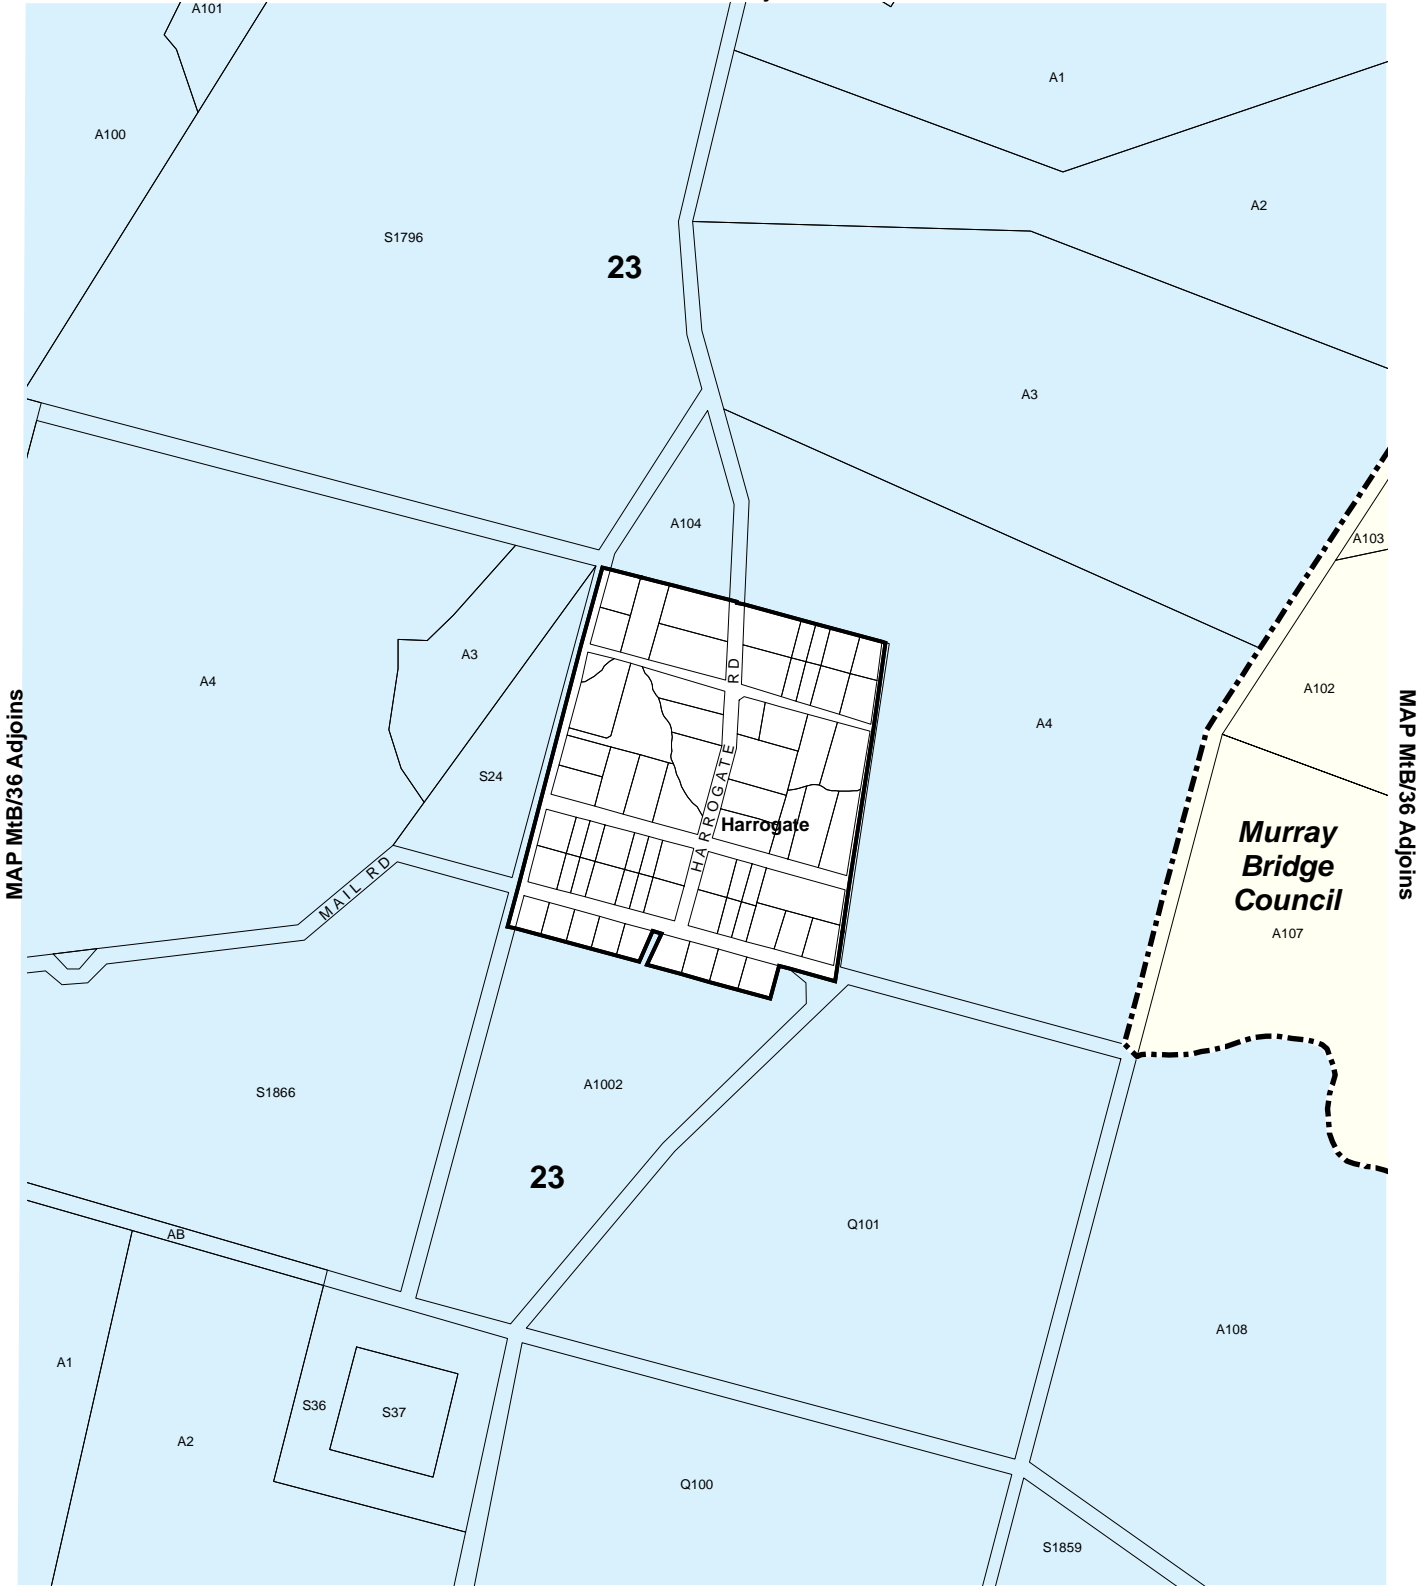 A101
A1
A100
A2
S1796
23
A3
A104
A103
A3
A4
A102
RD
A4
S24
MAP MtB/36 Adjoins
MAP MtB/36 Adjoins
HARROGATE
Harrogate
Murray
Bridge
Council
A107
MAIL RD
A1002
S1866
23
Q101
AB
A108
A1
S36
S37
A2
Q100
S1859